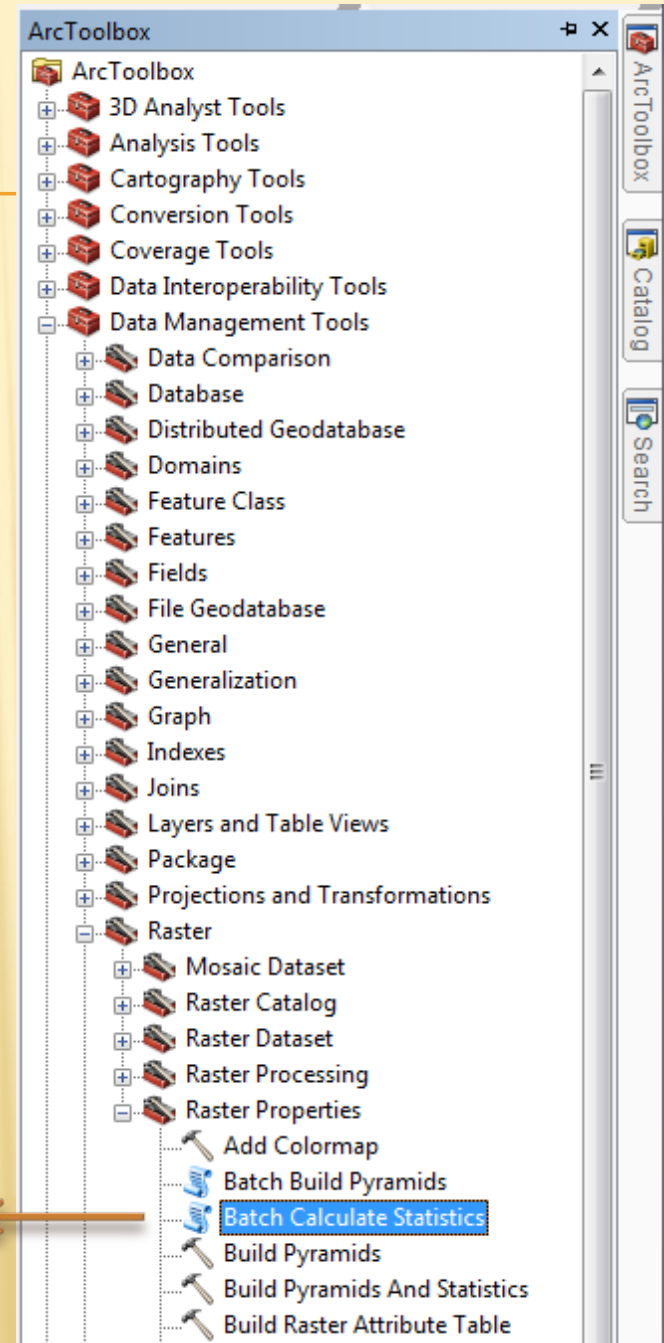 ArcToolbox
ArcToolbox
3D Analyst Tools
Analysis Tools
Cartography Tools
Conversion Tools
Coverage Tools
Data Interoperability Tools
Data Management Tools
Data Comparison
Database
Distributed Geodatabase
Domains
Feature Class
Features
Fields
File Geodatabase
General
Generalization
Graph
Indexes
Joins
Layers and Table Views
Package
Projections and Transformations
Raster
Mosaic Dataset
Raster Catalog
Raster Dataset
Raster Processing
Raster Properties
Add Colormap
Batch Build Pyramids
Batch Calculate Statistics
Build Pyramids
Build Pyramids And Statistics
Build Raster Attribute Table
ArcToolbox
Catalog
Search